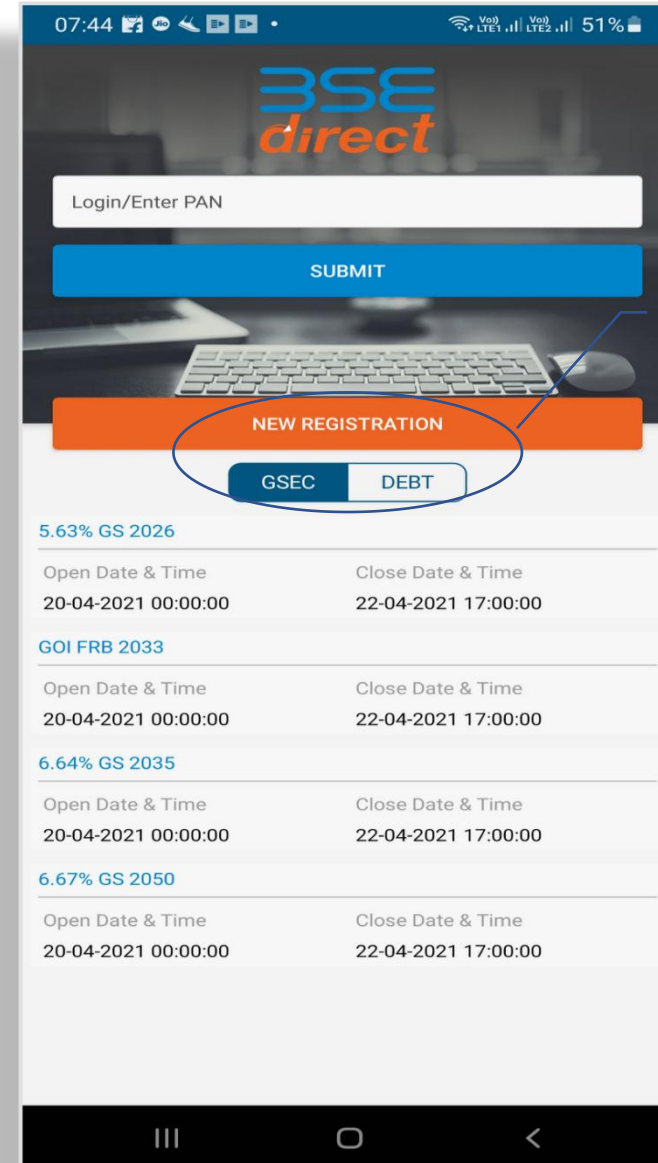 07:44
Jio
Vo)) LTE1 Vo)) LTE2 51%
BSE
direct
Login/Enter PAN
SUBMIT
NEW REGISTRATION
GSEC DEBT
5.63% GS 2026
Open Date & Time Close Date & Time
20-04-2021 00:00:00 22-04-2021 17:00:00
GOI FRB 2033
Open Date & Time Close Date & Time
20-04-2021 00:00:00 22-04-2021 17:00:00
6.64% GS 2035
Open Date & Time Close Date & Time
20-04-2021 00:00:00 22-04-2021 17:00:00
6.67% GS 2050
Open Date & Time Close Date & Time
20-04-2021 00:00:00 22-04-2021 17:00:00